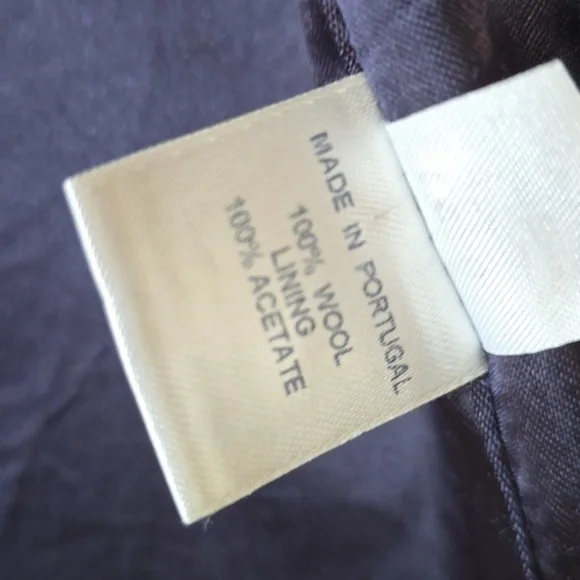 MADE IN PORTUGAL
100% WOOL
LINING
100% ACETATE